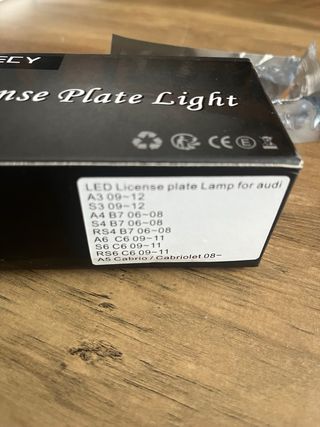 ECY
nse Plate Light
LED License plate Lamp for audi
A3 09~12
S3 09~12
A4 B7 06~08
S4 B7 06~08
RS4 B7 06~08
A6 C6 09~11
S6 C6 09~11
RS6 C6 09~11
A5 Cabrio / Cabriolet 08~